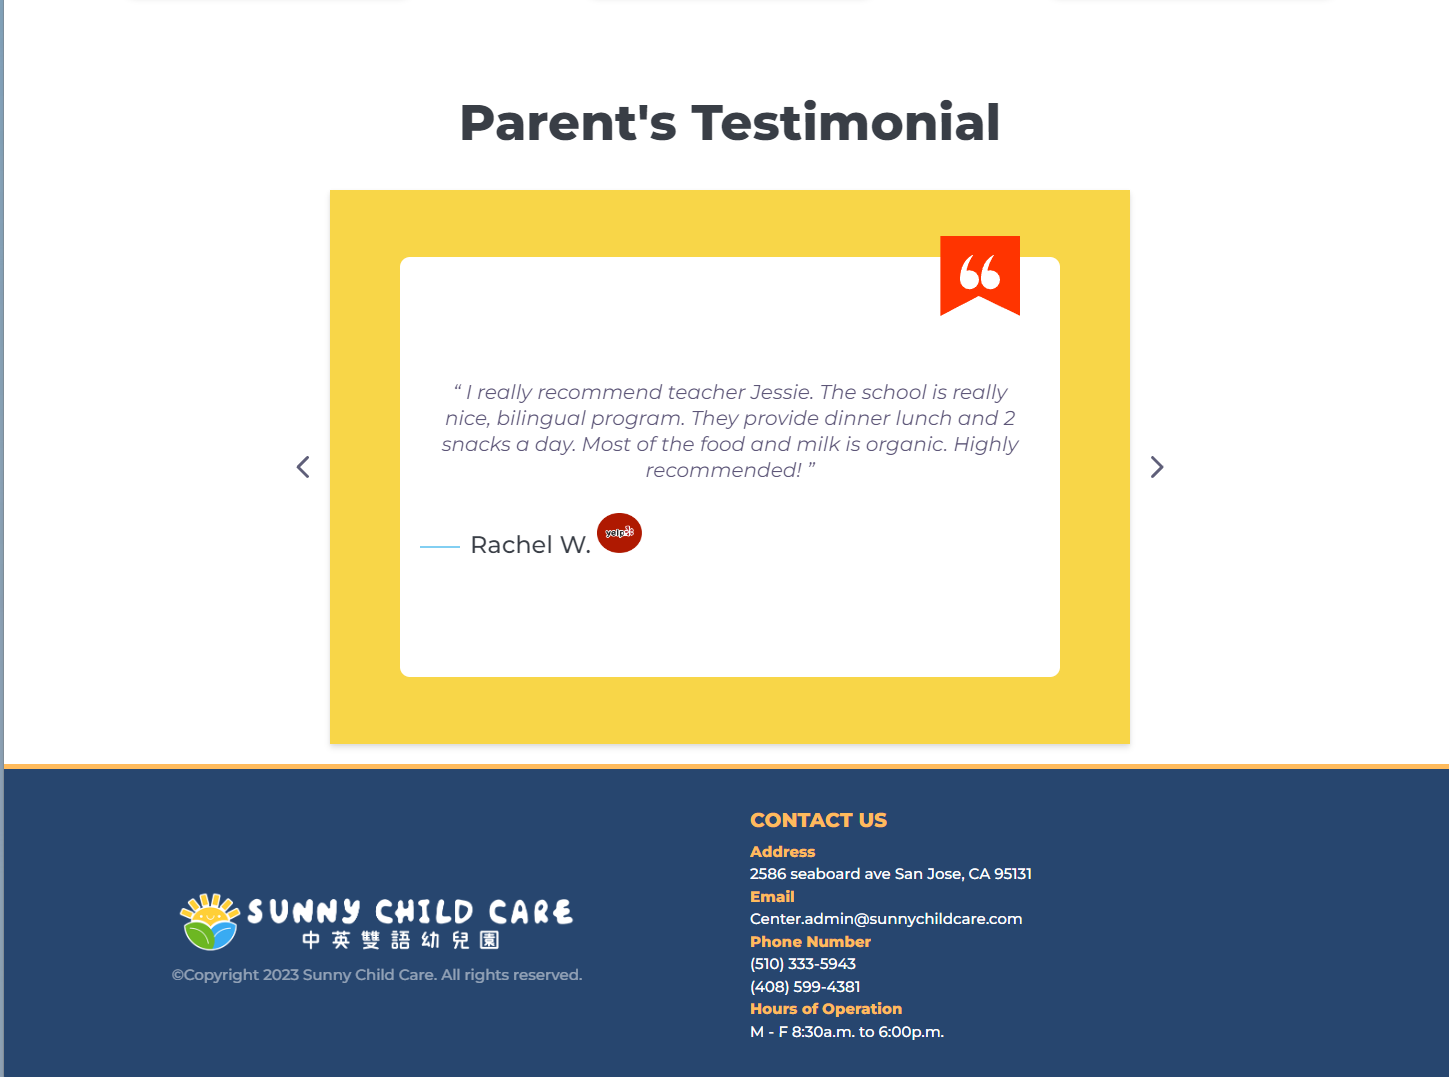 Parent's Testimonial
“ I really recommend teacher Jessie. The school is really
nice, bilingual program. They provide dinner lunch and 2
snacks a day. Most of the food and milk is organic. Highly
recommended! ”
Rachel W.
yelp
SUNNY CHILD CARE
中英雙語幼兒園
©Copyright 2023 Sunny Child Care. All rights reserved.
CONTACT US
Address
2586 seaboard ave San Jose, CA 95131
Email
Center.admin@sunnychildcare.com
Phone Number
(510) 333-5943
(408) 599-4381
Hours of Operation
M - F 8:30a.m. to 6:00p.m.